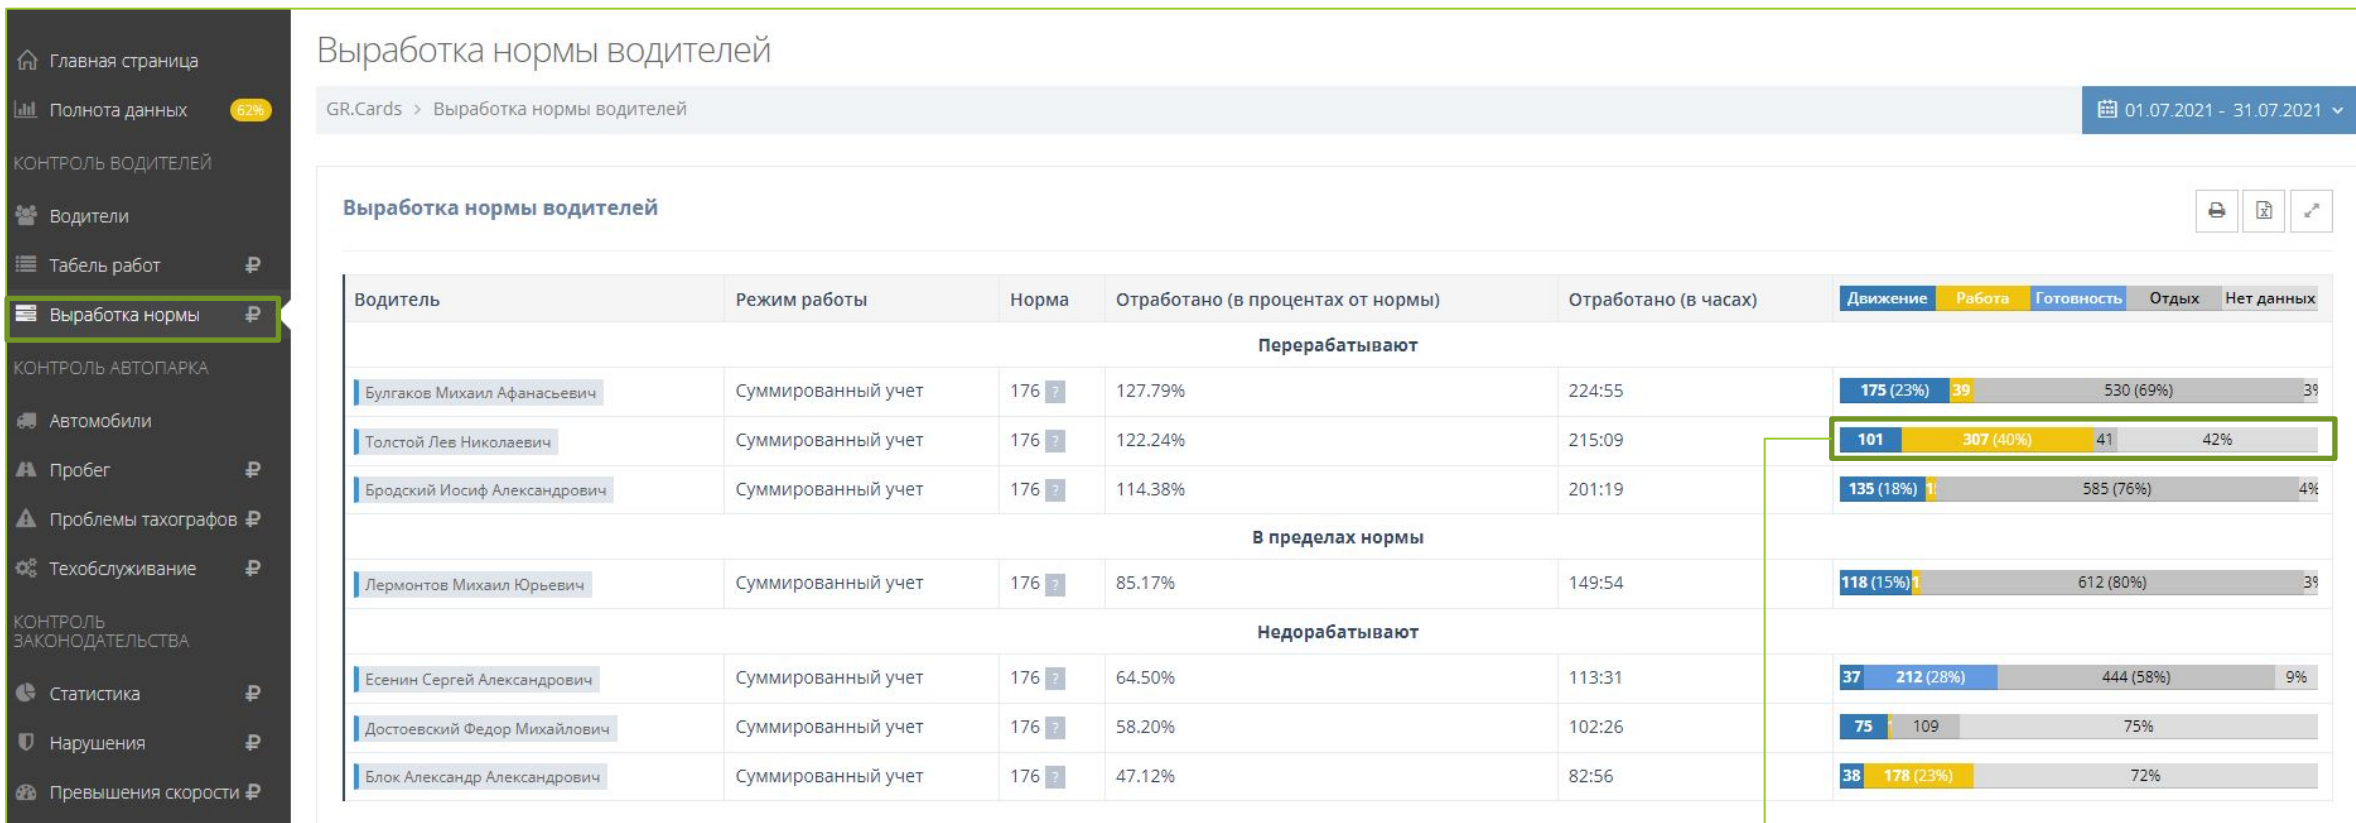 Главная страница
Полнота данных 62%
КОНТРОЛЬ ВОДИТЕЛЕЙ
Водители
Табель работ ₽
Выработка нормы ₽
КОНТРОЛЬ АВТОПАРКА
Автомобили
Пробег ₽
Проблемы тахографов ₽
Техобслуживание ₽
КОНТРОЛЬ
ЗАКОНОДАТЕЛЬСТВА
Статистика ₽
Нарушения ₽
Превышения скорости ₽
Выработка нормы водителей
GR.Cards > Выработка нормы водителей
01.07.2021 - 31.07.2021
Выработка нормы водителей
Водитель Режим работы Норма Отработано (в процентах от нормы) Отработано (в часах) Движение Работа Готовность Отдых Нет данных
Перерабатывают
Булгаков Михаил Афанасьевич Суммированный учет 176 ? 127.79% 224:55 175 (23%) 39 530 (69%)
Толстой Лев Николаевич Суммированный учет 176 ? 122.24% 215:09 101 307 (40%) 41 42%
Бродский Иосиф Александрович Суммированный учет 176 ? 114.38% 201:19 135 (18%) 585 (76%) 4%
В пределах нормы
Лермонтов Михаил Юрьевич Суммированный учет 176 ? 85.17% 149:54 118 (15%) 612 (80%)
Недорабатывают
Есенин Сергей Александрович Суммированный учет 176 ? 64.50% 113:31 37 212 (28%) 444 (58%) 9%
Достоевский Федор Михайлович Суммированный учет 176 ? 58.20% 102:26 75 109 75%
Блок Александр Александрович Суммированный учет 176 ? 47.12% 82:56 38 178 (23%) 72%